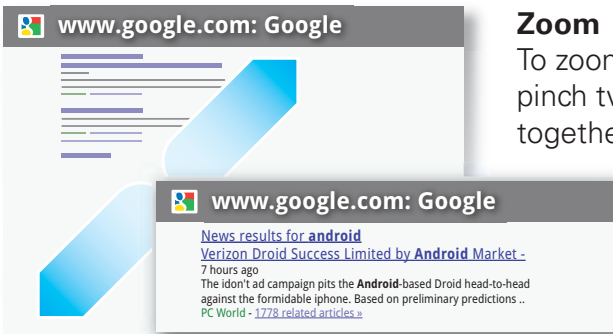 www.google.com: Google
Zoom
To zoom
pinch
together
www.google.com: Google
News results for android
Verizon Droid Success Limited by Android Market -
7 hours ago
The idon't ad campaign pits the Android-based Droid head-to-head
against the formidable iphone. Based on preliminary predictions ..
PC World - 1778 related articles »